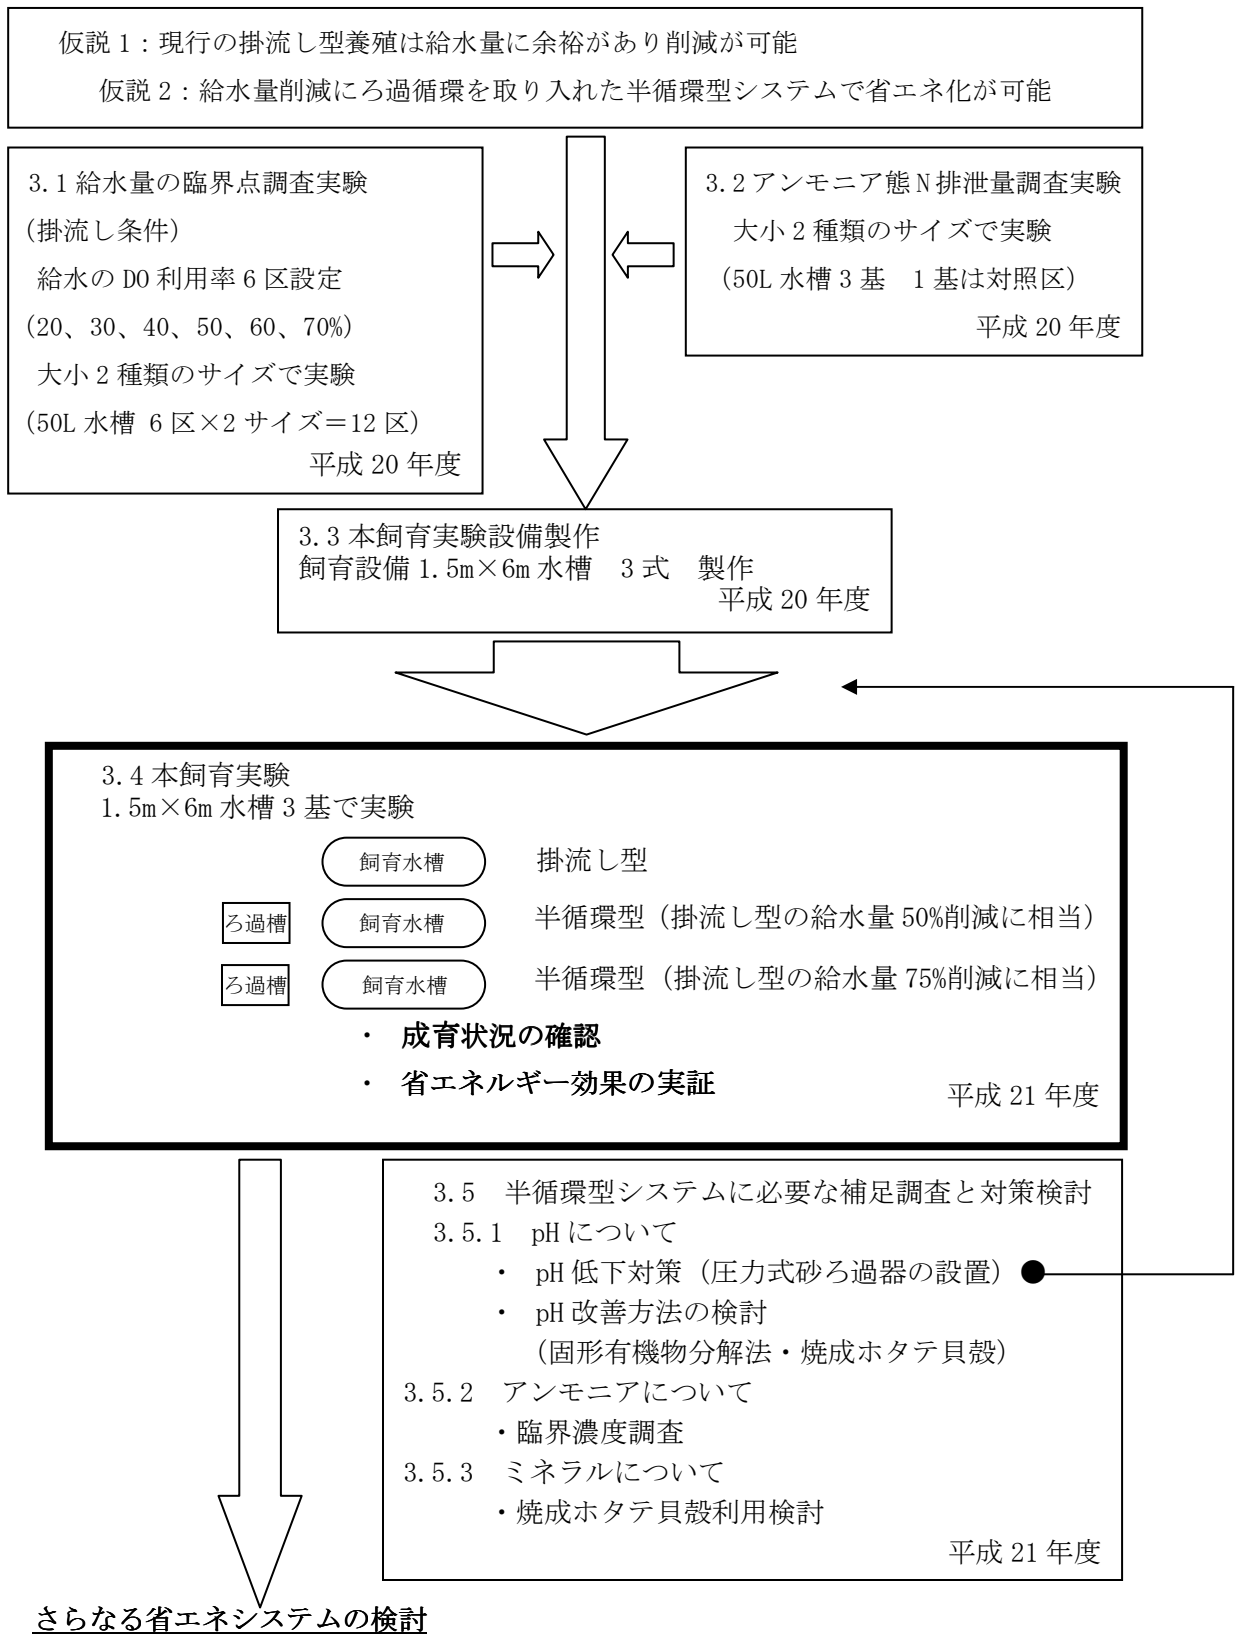 仮説1：現行の掛流し型養殖は給水量に余裕があり削減が可能
仮説2：給水量削減にろ過循環を取り入れた半循環型システムで省エネ化が可能
3.1 給水量の臨界点調査実験
(掛流し条件)
給水の DO 利用率 6 区設定
(20、30、40、50、60、70%)
大小 2 種類のサイズで実験
(50L 水槽 6 区×2 サイズ＝12 区)
平成 20 年度
3.2 アンモニア態 N 排泄量調査実験
大小 2 種類のサイズで実験
(50L 水槽 3 基　1 基は対照区)
平成 20 年度
3.3 本飼育実験設備製作
飼育設備 1.5m×6m 水槽　3 式　製作
平成 20 年度
3.4 本飼育実験
1.5m×6m 水槽 3 基で実験
飼育水槽　掛流し型
ろ過槽　飼育水槽　半循環型（掛流し型の給水量 50%削減に相当）
ろ過槽　飼育水槽　半循環型（掛流し型の給水量 75%削減に相当）
・ 成育状況の確認
・ 省エネルギー効果の実証
平成 21 年度
3.5　半循環型システムに必要な補足調査と対策検討
3.5.1　pH について
・ pH 低下対策（圧力式砂ろ過器の設置）
・ pH 改善方法の検討
（固形有機物分解法・焼成ホタテ貝殻）
3.5.2　アンモニアについて
・臨界濃度調査
3.5.3　ミネラルについて
・焼成ホタテ貝殻利用検討
平成 21 年度
さらなる省エネシステムの検討